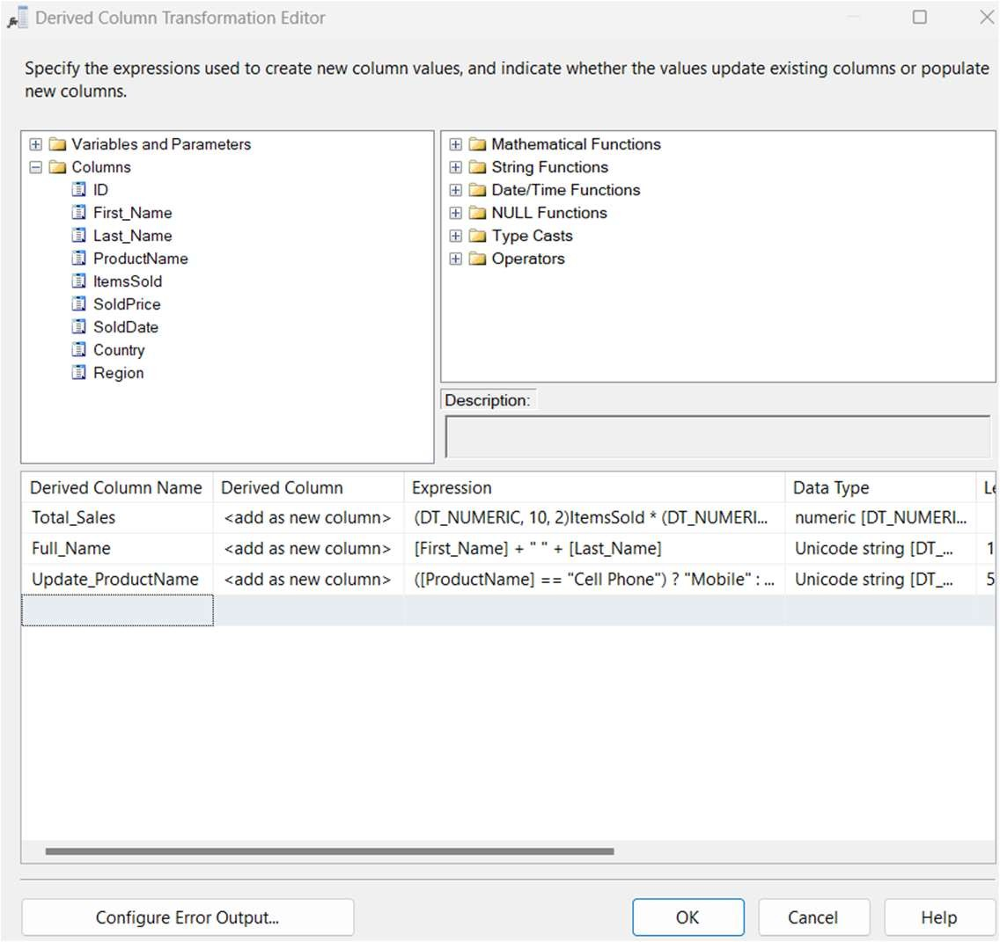 Derived Column Transformation Editor
Specify the expressions used to create new column values, and indicate whether the values update existing columns or populate
new columns.
Variables and Parameters
Columns
ID
First_Name
Last_Name
ProductName
ItemsSold
SoldPrice
SoldDate
Country
Region
Mathematical Functions
String Functions
Date/Time Functions
NULL Functions
Type Casts
Operators
Description:
Derived Column Name Derived Column Expression Data Type Le
Total_Sales <add as new column> (DT_NUMERIC, 10, 2)ItemsSold * (DT_NUMERI... numeric [DT_NUMERI...
Full_Name <add as new column> [First_Name] + " " + [Last_Name] Unicode string [DT_... 1
Update_ProductName <add as new column> ([ProductName] == "Cell Phone") ? "Mobile" : ... Unicode string [DT_... 5
Configure Error Output... OK Cancel Help